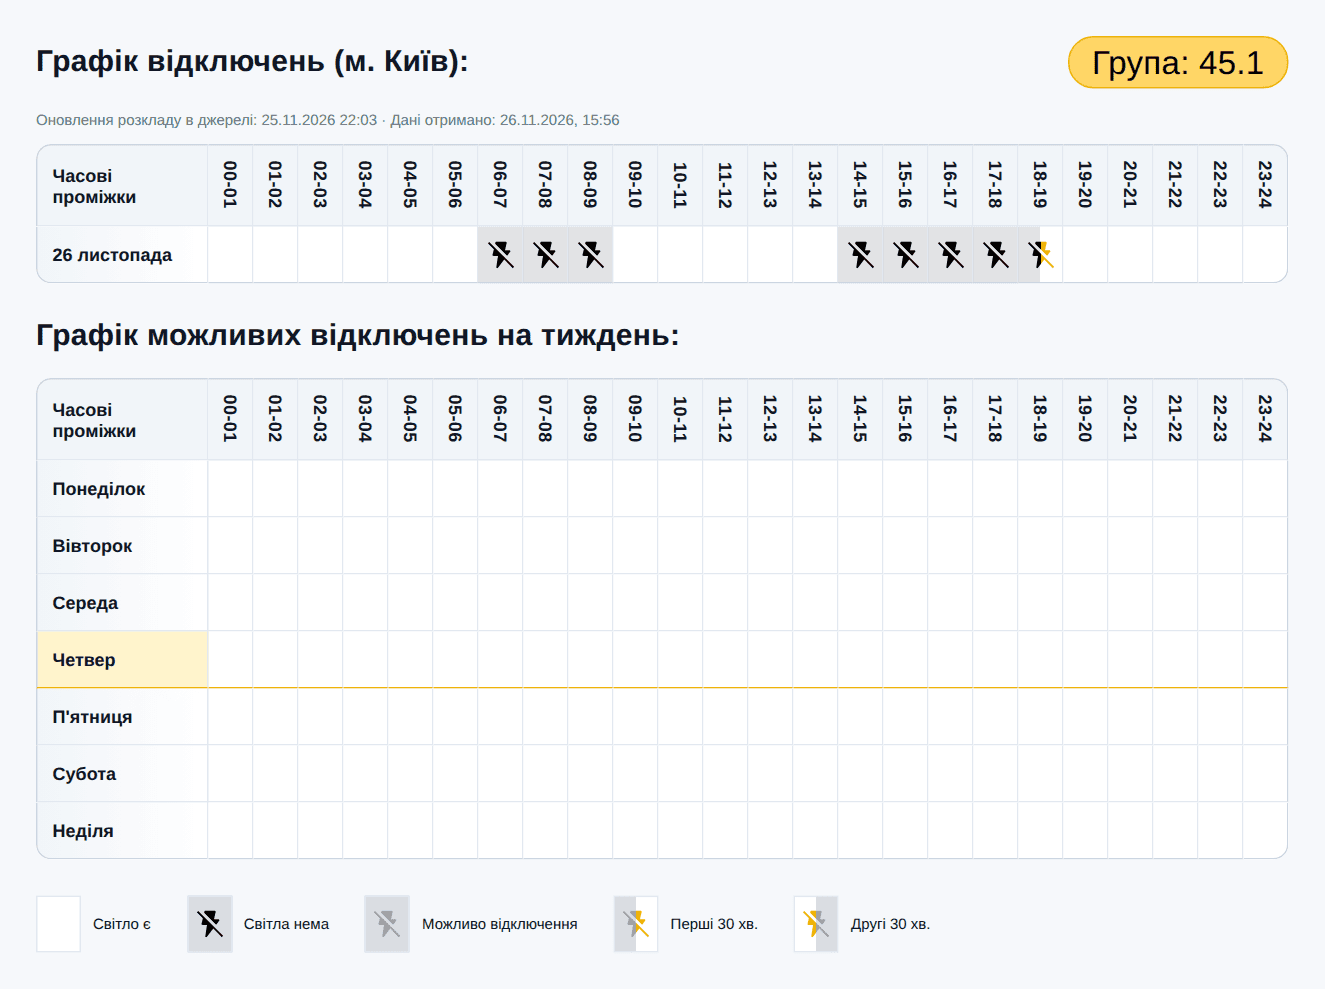 Графік відключень (м. Київ):
Група: 45.1
Оновлення розкладу в джерелі: 25.11.2026 22:03 · Дані отримано: 26.11.2026, 15:56
Часові проміжки 00-01 01-02 02-03 03-04 04-05 05-06 06-07 07-08 08-09 09-10 10-11 11-12 12-13 13-14 14-15 15-16 16-17 17-18 18-19 19-20 20-21 21-22 22-23 23-24
26 листопада
Графік можливих відключень на тиждень:
Часові проміжки 00-01 01-02 02-03 03-04 04-05 05-06 06-07 07-08 08-09 09-10 10-11 11-12 12-13 13-14 14-15 15-16 16-17 17-18 18-19 19-20 20-21 21-22 22-23 23-24
Понеділок
Вівторок
Середа
Четвер
П'ятниця
Субота
Неділя
Світло є Світла нема Можливо відключення Перші 30 хв. Другі 30 хв.